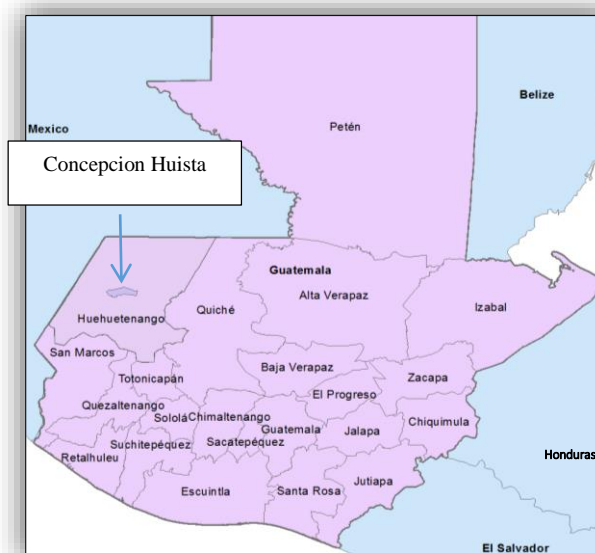 Belize
Mexico
Petén
Concepcion Huista
Guatemala
Alta Verapaz
Quiché
Izabal
Huehuetenango
San Marcos
Baja Verapaz
Zacapa
Totonicapán
El Progreso
Quezaltenango
Sololá
Chimaltenango
Guatemala
Chiquimula
Suchitepéquez
Sacatepéquez
Jalapa
Retalhuleu
Honduras
Jutiapa
Escuintla
Santa Rosa
El Salvador